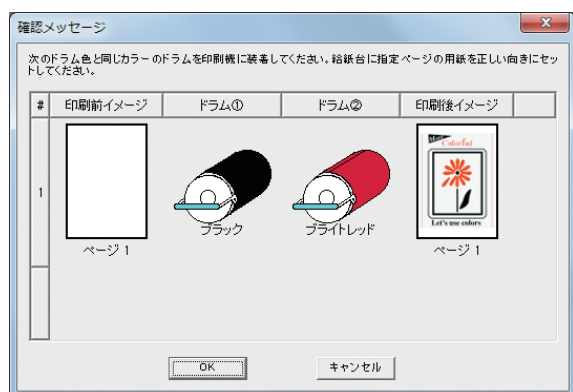 確認メッセージ
次のドラム色と同じカラーのドラムを印刷機に装着してください。給紙台に指定ページの用紙を正しい向きにセッ
トしてください。
# 印刷前イメージ ドラム① ドラム② 印刷後イメージ
1
Colorful
Let's use colors
ブラック ブライトレッド
ページ 1 ページ 1
OK キャンセル